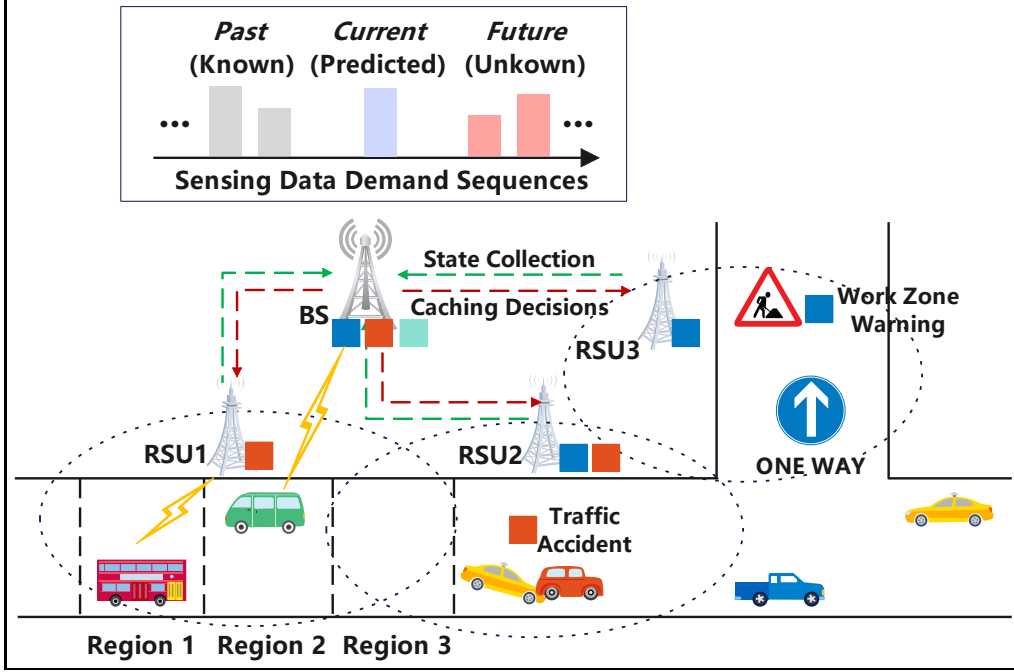 Past Current Future
(Known) (Predicted) (Unkown)
... ...
Sensing Data Demand Sequences
State Collection
Caching Decisions
BS
RSU3
Work Zone
Warning
RSU1
RSU2
ONE WAY
Traffic
Accident
Region 1 Region 2 Region 3